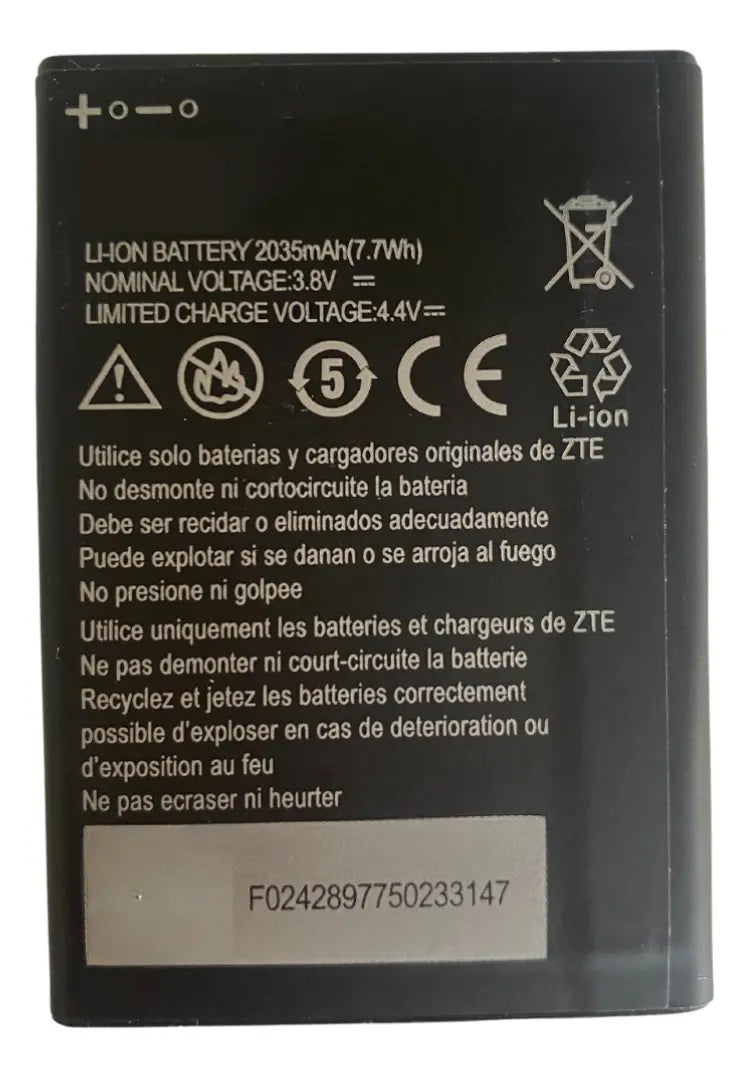 + o – o
LI-ION BATTERY 2035mAh(7.7Wh)
NOMINAL VOLTAGE:3.8V ⎓
LIMITED CHARGE VOLTAGE:4.4V⎓
5 CE
Li-ion
Utilice solo baterias y cargadores originales de ZTE
No desmonte ni cortocircuite la bateria
Debe ser recidar o eliminados adecuadamente
Puede explotar si se danan o se arroja al fuego
No presione ni golpee
Utilice uniquement les batteries et chargeurs de ZTE
Ne pas demonter ni court-circuite la batterie
Recyclez et jetez les batteries correctement
possible d'exploser en cas de deterioration ou
d'exposition au feu
Ne pas ecraser ni heurter
F0242897750233147